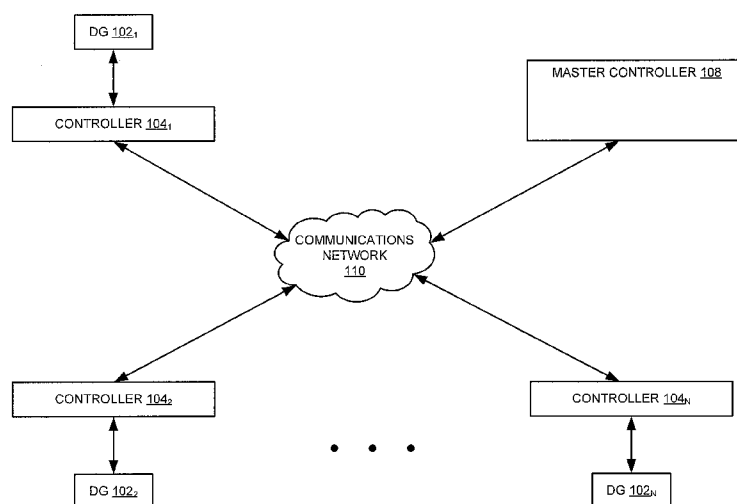 DG 102₁
MASTER CONTROLLER 108
CONTROLLER 104₁
COMMUNICATIONS
NETWORK
110
CONTROLLER 104₂
CONTROLLER 104N
DG 102₂
DG 102N